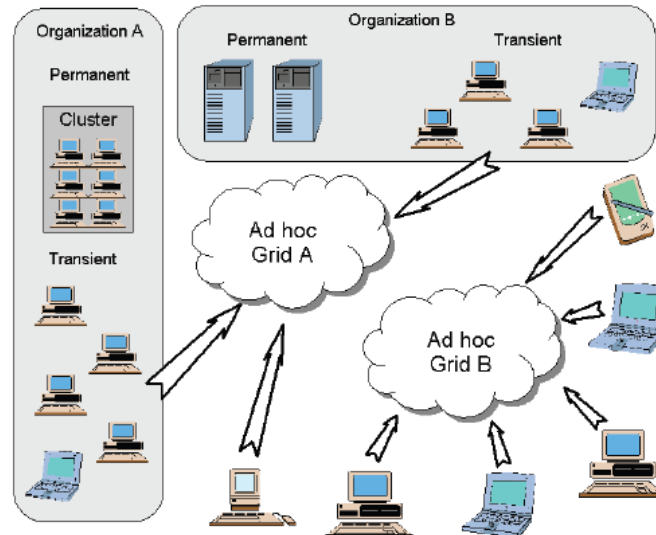 Organization A
Permanent
Cluster
Transient
Organization B
Permanent
Transient
Ad hoc
Grid A
Ad hoc
Grid B